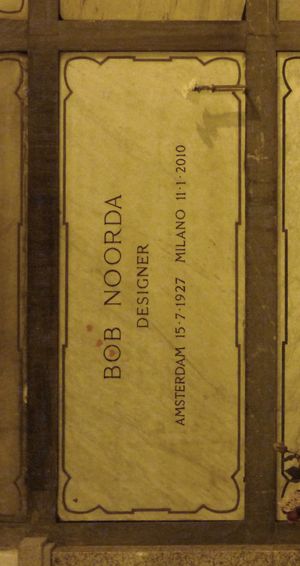 BOB NOORDA
DESIGNER
AMSTERDAM 15·7·1927 MILANO 11·1·2010